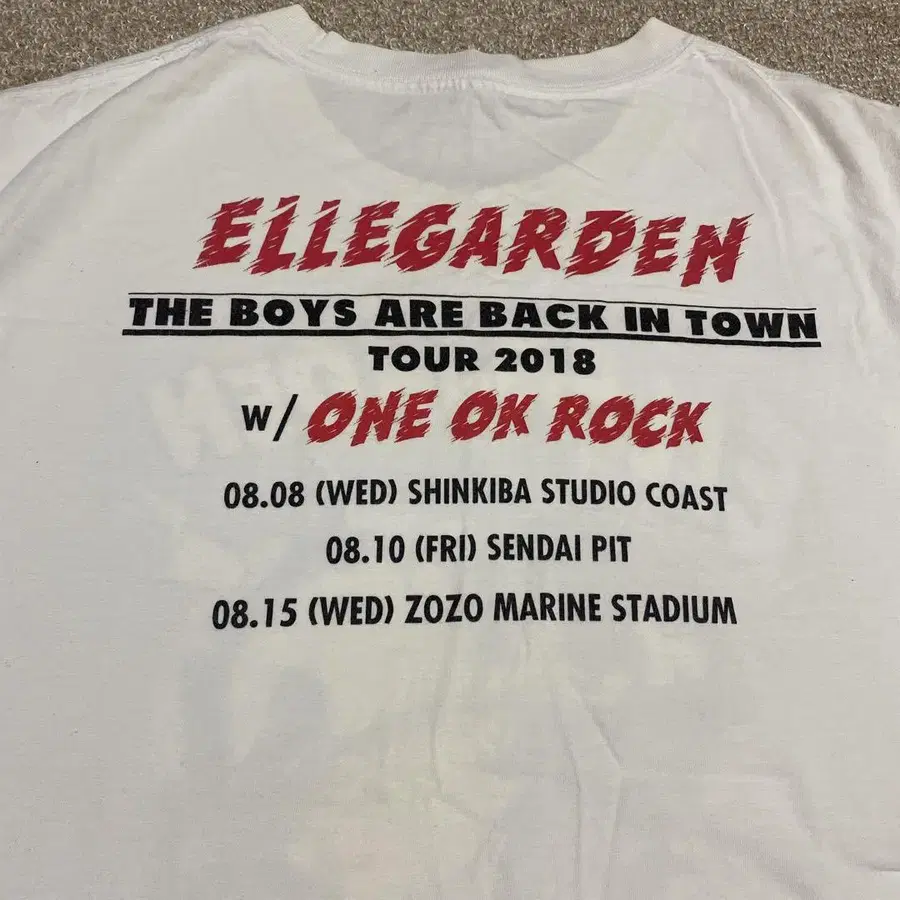 ELLEGARDEN
THE BOYS ARE BACK IN TOWN
TOUR 2018
w/ ONE OK ROCK
08.08 (WED) SHINKIBA STUDIO COAST
08.10 (FRI) SENDAI PIT
08.15 (WED) ZOZO MARINE STADIUM